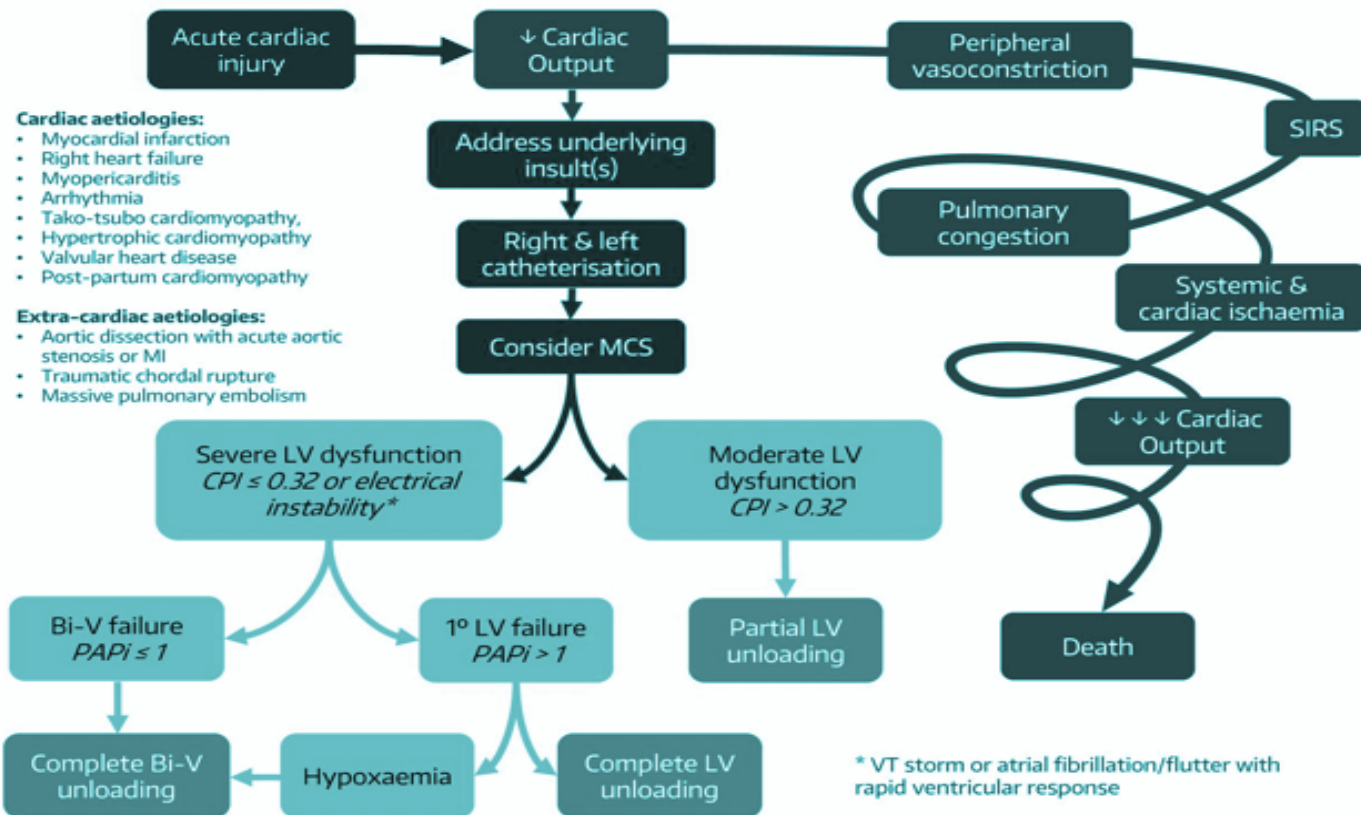 Acute cardiac
injury
↓ Cardiac
Output
Peripheral
vasoconstriction
SIRS
Cardiac aetiologies:
• Myocardial infarction
• Right heart failure
• Myopericarditis
• Arrhythmia
• Tako-tsubo cardiomyopathy,
• Hypertrophic cardiomyopathy
• Valvular heart disease
• Post-partum cardiomyopathy
Extra-cardiac aetiologies:
• Aortic dissection with acute aortic
stenosis or MI
• Traumatic chordal rupture
• Massive pulmonary embolism
Address underlying
insult(s)
Right & left
catheterisation
Consider MCS
Pulmonary
congestion
Systemic &
cardiac ischaemia
↓ ↓ ↓ Cardiac
Output
Death
Severe LV dysfunction
CPI ≤ 0.32 or electrical
instability*
Moderate LV
dysfunction
CPI > 0.32
Bi-V failure
PAPi ≤ 1
1º LV failure
PAPi > 1
Partial LV
unloading
Complete Bi-V
unloading
Hypoxaemia
Complete LV
unloading
* VT storm or atrial fibrillation/flutter with
rapid ventricular response